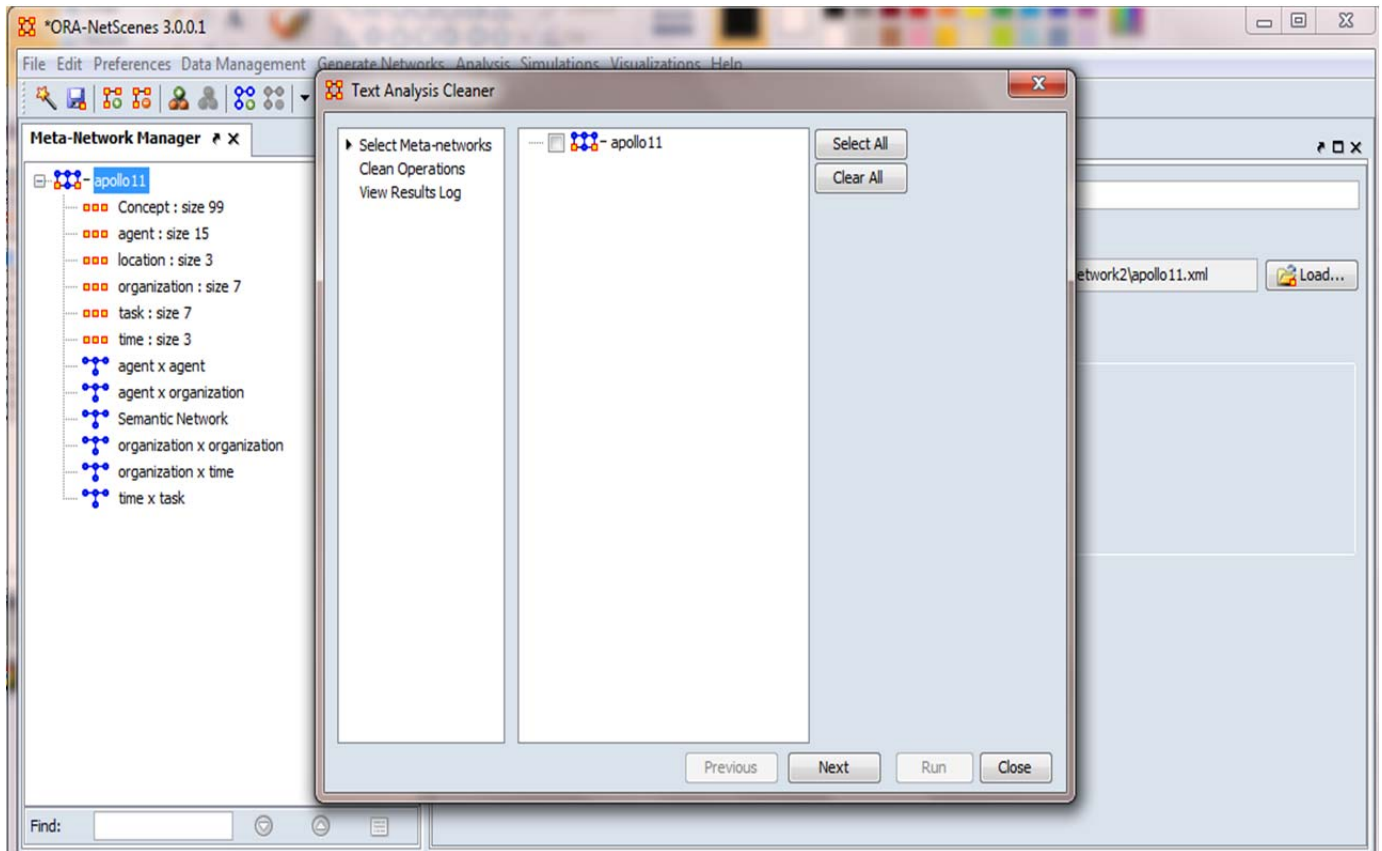 *ORA-NetScenes 3.0.0.1
File Edit Preferences Data Management Generate Networks Analysis Simulations Visualizations Help
Meta-Network Manager
apollo11
Concept : size 99
agent : size 15
location : size 3
organization : size 7
task : size 7
time : size 3
agent x agent
agent x organization
Semantic Network
organization x organization
organization x time
time x task
Find:
Text Analysis Cleaner
Select Meta-networks
Clean Operations
View Results Log
apollo11
Select All
Clear All
Previous Next Run Close
etwork2\apollo11.xml
Load...